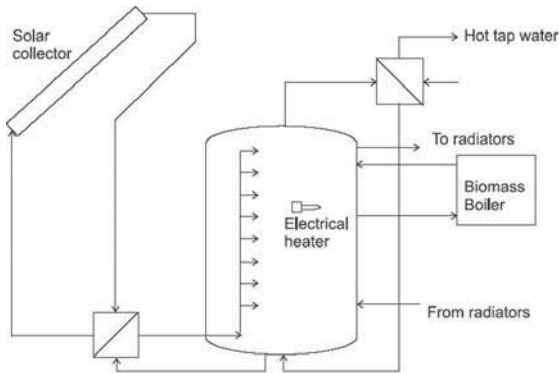 Solar
collector
Hot tap water
To radiators
Biomass
Boiler
Electrical
heater
From radiators